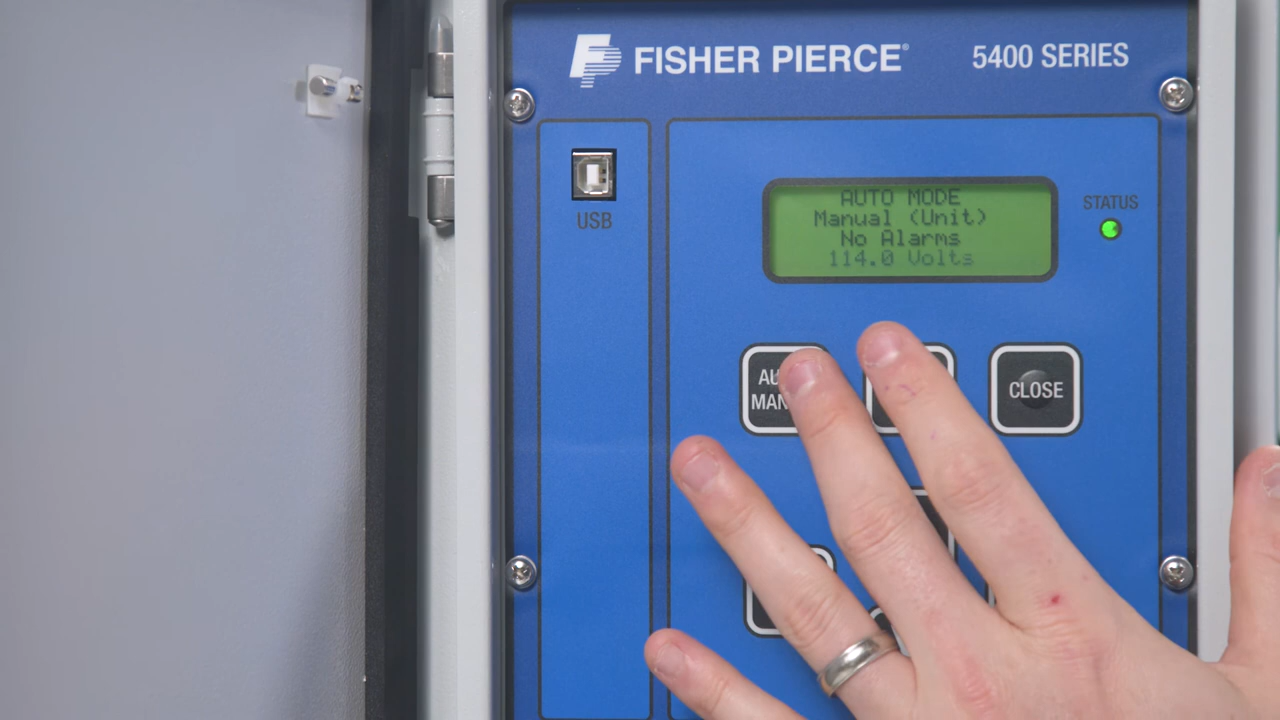 FISHER PIERCE®
5400 SERIES
USB
AUTO MODE
Manual (Unit)
No Alarms
114.0 Volts
STATUS
CLOSE